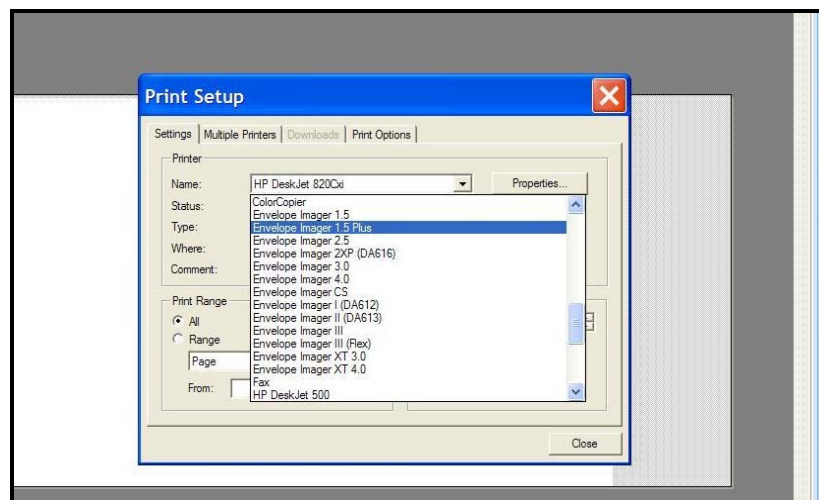 Print Setup
Settings Multiple Printers Downloads Print Options
Printer
Name: HP DeskJet 820Cxi Properties...
Status:
Type:
Where:
Comment:
ColorCopier
Envelope Imager 1.5
Envelope Imager 1.5 Plus
Envelope Imager 2.5
Envelope Imager 2XP (DA616)
Envelope Imager 3.0
Envelope Imager 4.0
Envelope Imager CS
Envelope Imager I (DA612)
Envelope Imager II (DA613)
Envelope Imager III
Envelope Imager III (Flex)
Envelope Imager XT 3.0
Envelope Imager XT 4.0
Fax
HP DeskJet 500
Print Range
All
Range
Page
From:
Close